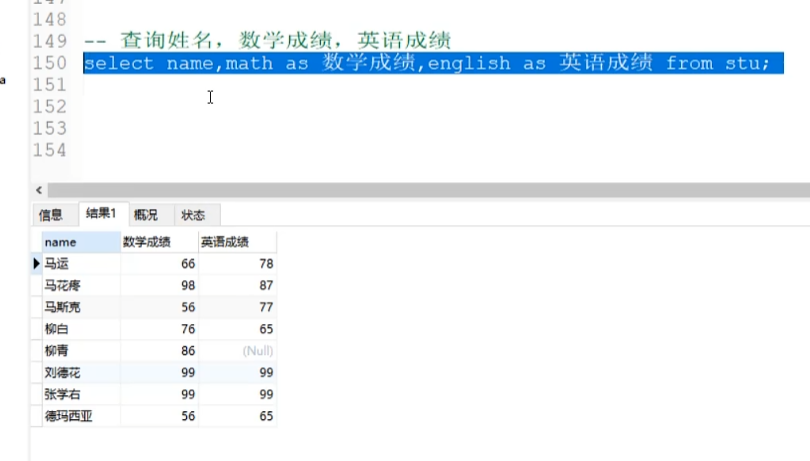 148
149 -- 查询姓名，数学成绩，英语成绩
150 select name,math as 数学成绩,english as 英语成绩 from stu;
a
151
152
153
154
信息 结果1 概况 状态
name 数学成绩 英语成绩
马运 66 78
马花疼 98 87
马斯克 56 77
柳白 76 65
柳青 86 (Null)
刘德花 99 99
张学右 99 99
德玛西亚 56 65